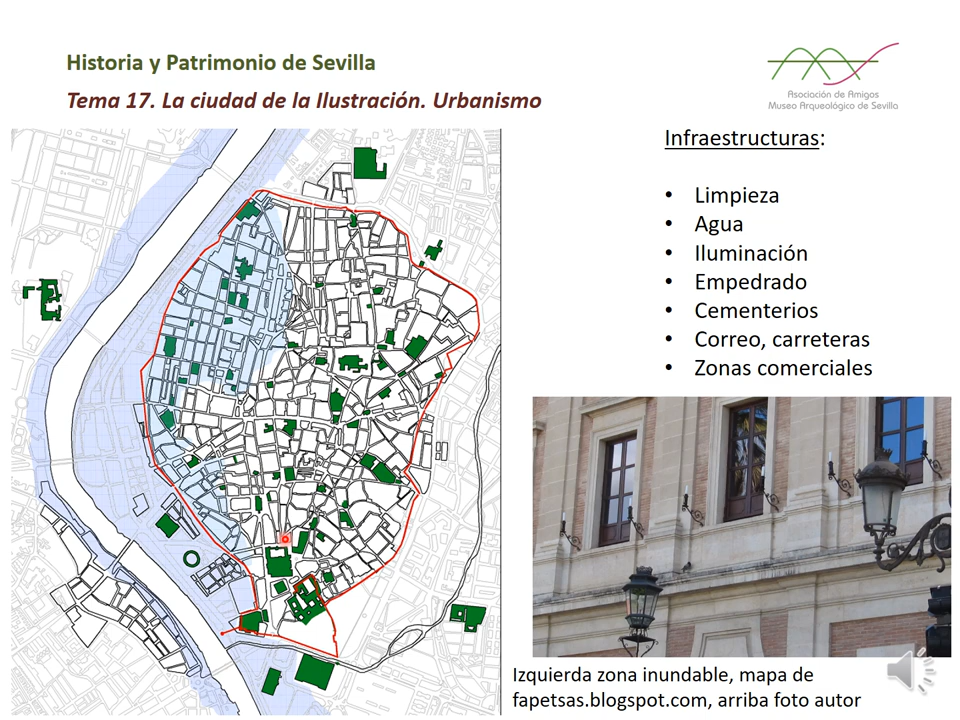 Historia y Patrimonio de Sevilla
Tema 17. La ciudad de la Ilustración. Urbanismo
Asociación de Amigos
Museo Arqueológico de Sevilla
Infraestructuras:
• Limpieza
• Agua
• Iluminación
• Empedrado
• Cementerios
• Correo, carreteras
• Zonas comerciales
Izquierda zona inundable, mapa de
fapetsas.blogspot.com, arriba foto autor